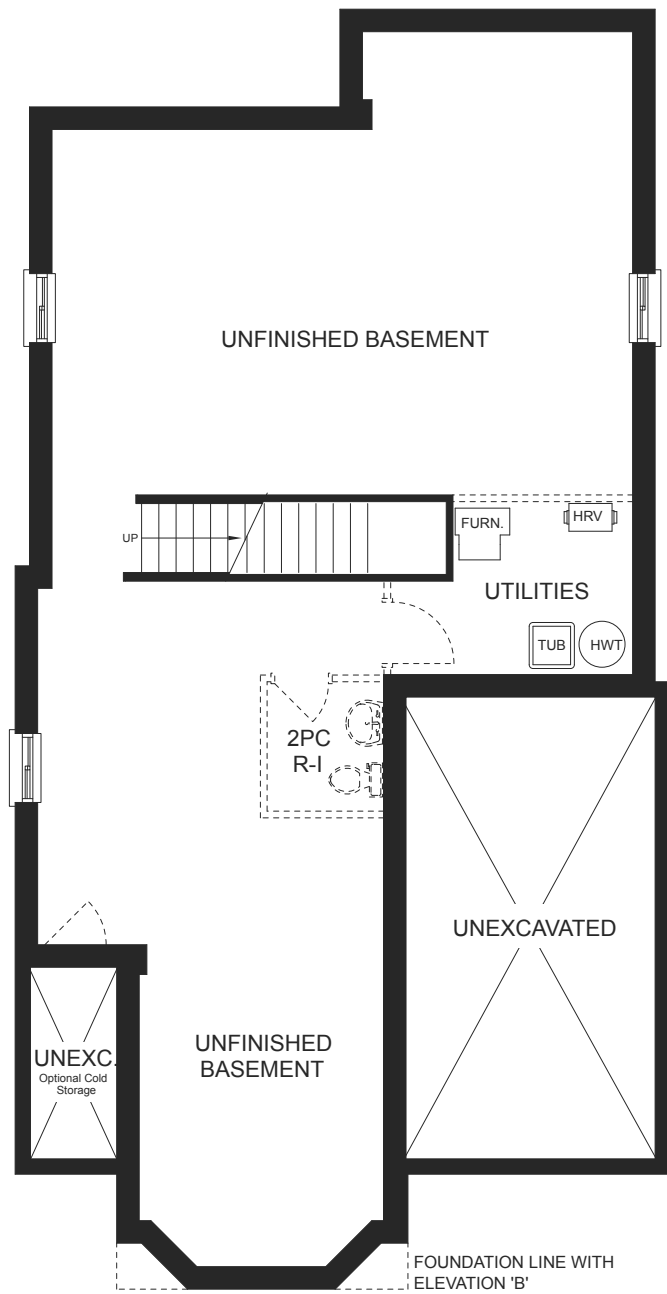 UNFINISHED BASEMENT
UP
FURN.
HRV
UTILITIES
TUB
HWT
2PC
R-I
UNEXCAVATED
UNFINISHED
BASEMENT
UNEXC.
Optional Cold
Storage
FOUNDATION LINE WITH
ELEVATION 'B'